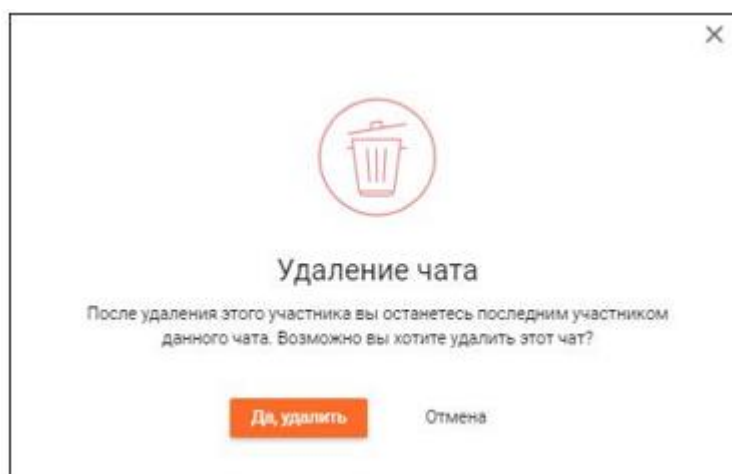 Удаление чата
После удаления этого участника вы останетесь последним участником
данного чата. Возможно вы хотите удалить этот чат?
Да, удалить Отмена